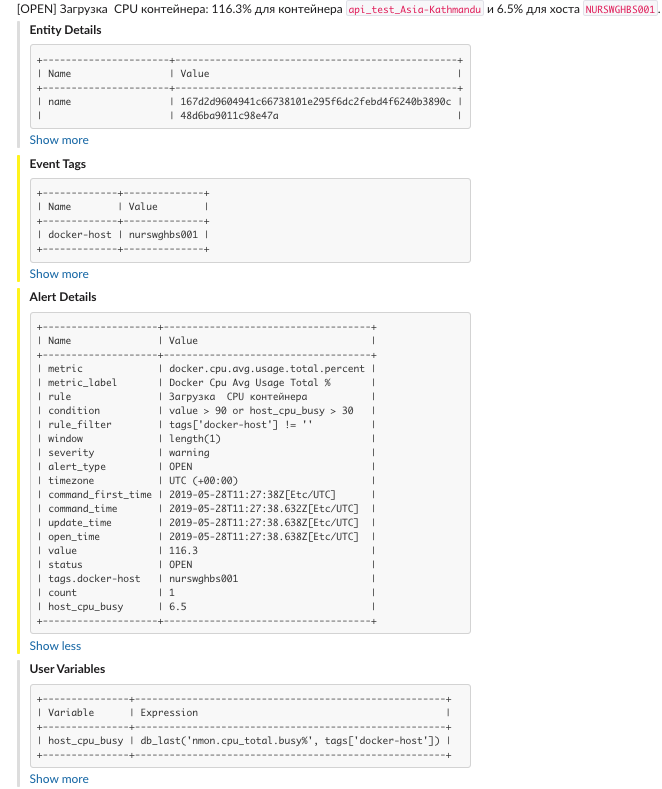 [OPEN] Загрузка  CPU контейнера: 116.3% для контейнера api_test_Asia-Kathmandu и 6.5% для хоста NURSWGHBS001.
Entity Details
+----------------------+------------------------------------------------+
| Name                 | Value                                          |
+----------------------+------------------------------------------------+
| name                 | 167d2d9604941c66738101e295f6dc2febd4f6240b3890c |
|                      | 48d6ba9011c98e47a                              |
Show more
Event Tags
+-------------+--------------+
| Name        | Value        |
+-------------+--------------+
| docker-host | nurswghbs001 |
+-------------+--------------+
Show more
Alert Details
+--------------------+-----------------------------------+
| Name               | Value                             |
+--------------------+-----------------------------------+
| metric             | docker.cpu.avg.usage.total.percent |
| metric_label       | Docker Cpu Avg Usage Total %      |
| rule               | Загрузка  CPU контейнера          |
| condition          | value > 90 or host_cpu_busy > 30  |
| rule_filter        | tags['docker-host'] != ''         |
| window             | length(1)                         |
| severity           | warning                           |
| alert_type         | OPEN                              |
| timezone           | UTC (+00:00)                      |
| command_first_time | 2019-05-28T11:27:38Z[Etc/UTC]     |
| command_time       | 2019-05-28T11:27:38.632Z[Etc/UTC] |
| update_time        | 2019-05-28T11:27:38.638Z[Etc/UTC] |
| open_time          | 2019-05-28T11:27:38.638Z[Etc/UTC] |
| value              | 116.3                             |
| status             | OPEN                              |
| tags.docker-host   | nurswghbs001                      |
| count              | 1                                 |
| host_cpu_busy      | 6.5                               |
+--------------------+-----------------------------------+
Show less
User Variables
+---------------+----------------------------------------------------+
| Variable      | Expression                                         |
+---------------+----------------------------------------------------+
| host_cpu_busy | db_last('nmon.cpu_total.busy%', tags['docker-host']) |
+---------------+----------------------------------------------------+
Show more